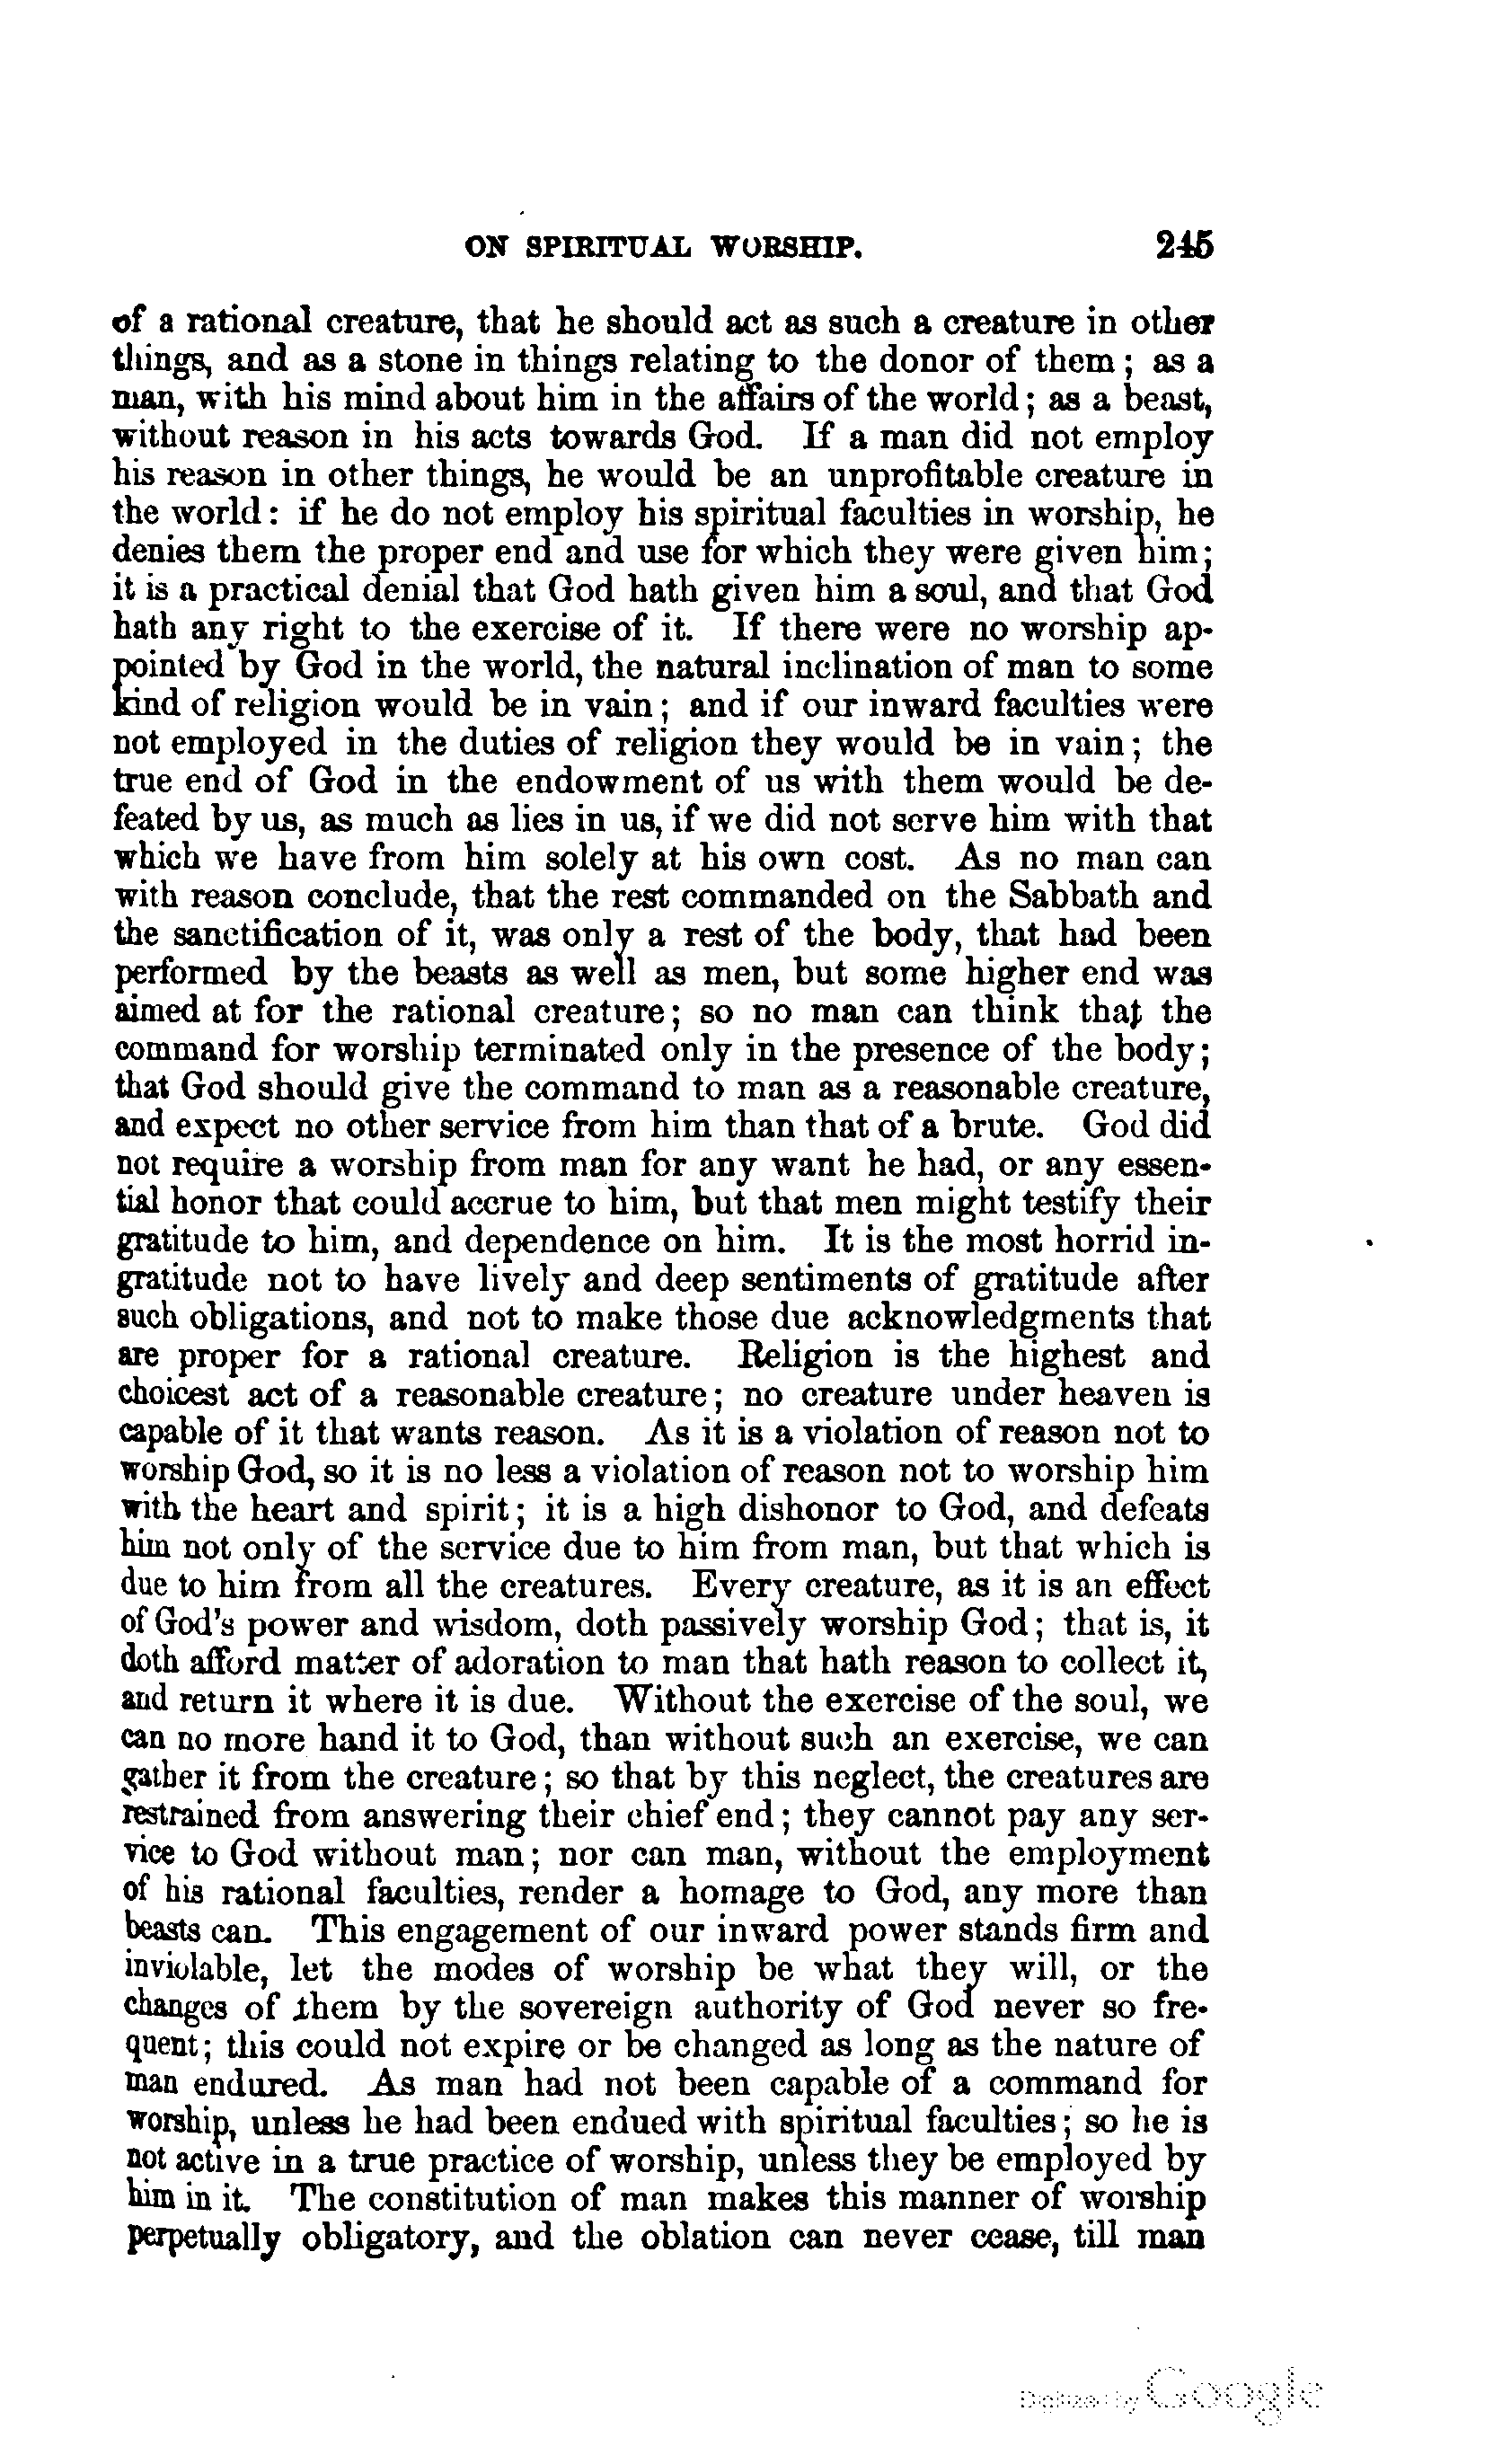 ON SPIRITUAL WORSHIP. 245
of a rational creature, that he should act as such a creature in other
things, and as a stone in things relating to the donor of them; as a
man, with his mind about him in the affairs of the world; as a beast,
without reason in his acts towards God. If a man did not employ
his reason in other things, he would be an unprofitable creature in
the world: if he do not employ his spiritual faculties in worship, he
denies them the proper end and use for which they were given him;
it is a practical denial that God hath given him a soul, and that God
hath any right to the exercise of it. If there were no worship ap-
pointed by God in the world, the natural inclination of man to some
kind of religion would be in vain; and if our inward faculties were
not employed in the duties of religion they would be in vain; the
true end of God in the endowment of us with them would be de-
feated by us, as much as lies in us, if we did not serve him with that
which we have from him solely at his own cost. As no man can
with reason conclude, that the rest commanded on the Sabbath and
the sanctification of it, was only a rest of the body, that had been
performed by the beasts as well as men, but some higher end was
aimed at for the rational creature; so no man can think that the
command for worship terminated only in the presence of the body;
that God should give the command to man as a reasonable creature,
and expect no other service from him than that of a brute. God did
not require a worship from man for any want he had, or any essen-
tial honor that could accrue to him, but that men might testify their
gratitude to him, and dependence on him. It is the most horrid in-
gratitude not to have lively and deep sentiments of gratitude after
such obligations, and not to make those due acknowledgments that
are proper for a rational creature. Religion is the highest and
choicest act of a reasonable creature; no creature under heaven is
capable of it that wants reason. As it is a violation of reason not to
worship God, so it is no less a violation of reason not to worship him
with the heart and spirit; it is a high dishonor to God, and defeats
him not only of the service due to him from man, but that which is
due to him from all the creatures. Every creature, as it is an effect
of God's power and wisdom, doth passively worship God; that is, it
doth afford matter of adoration to man that hath reason to collect it,
and return it where it is due. Without the exercise of the soul, we
can no more hand it to God, than without such an exercise, we can
gather it from the creature; so that by this neglect, the creatures are
restrained from answering their chief end; they cannot pay any ser-
vice to God without man; nor can man, without the employment
of his rational faculties, render a homage to God, any more than
beasts can. This engagement of our inward power stands firm and
inviolable, let the modes of worship be what they will, or the
changes of them by the sovereign authority of God never so fre-
quent; this could not expire or be changed as long as the nature of
man endured. As man had not been capable of a command for
worship, unless he had been endued with spiritual faculties; so he is
not active in a true practice of worship, unless they be employed by
him in it. The constitution of man makes this manner of worship
perpetually obligatory, and the oblation can never cease, till man
Digitized by Google